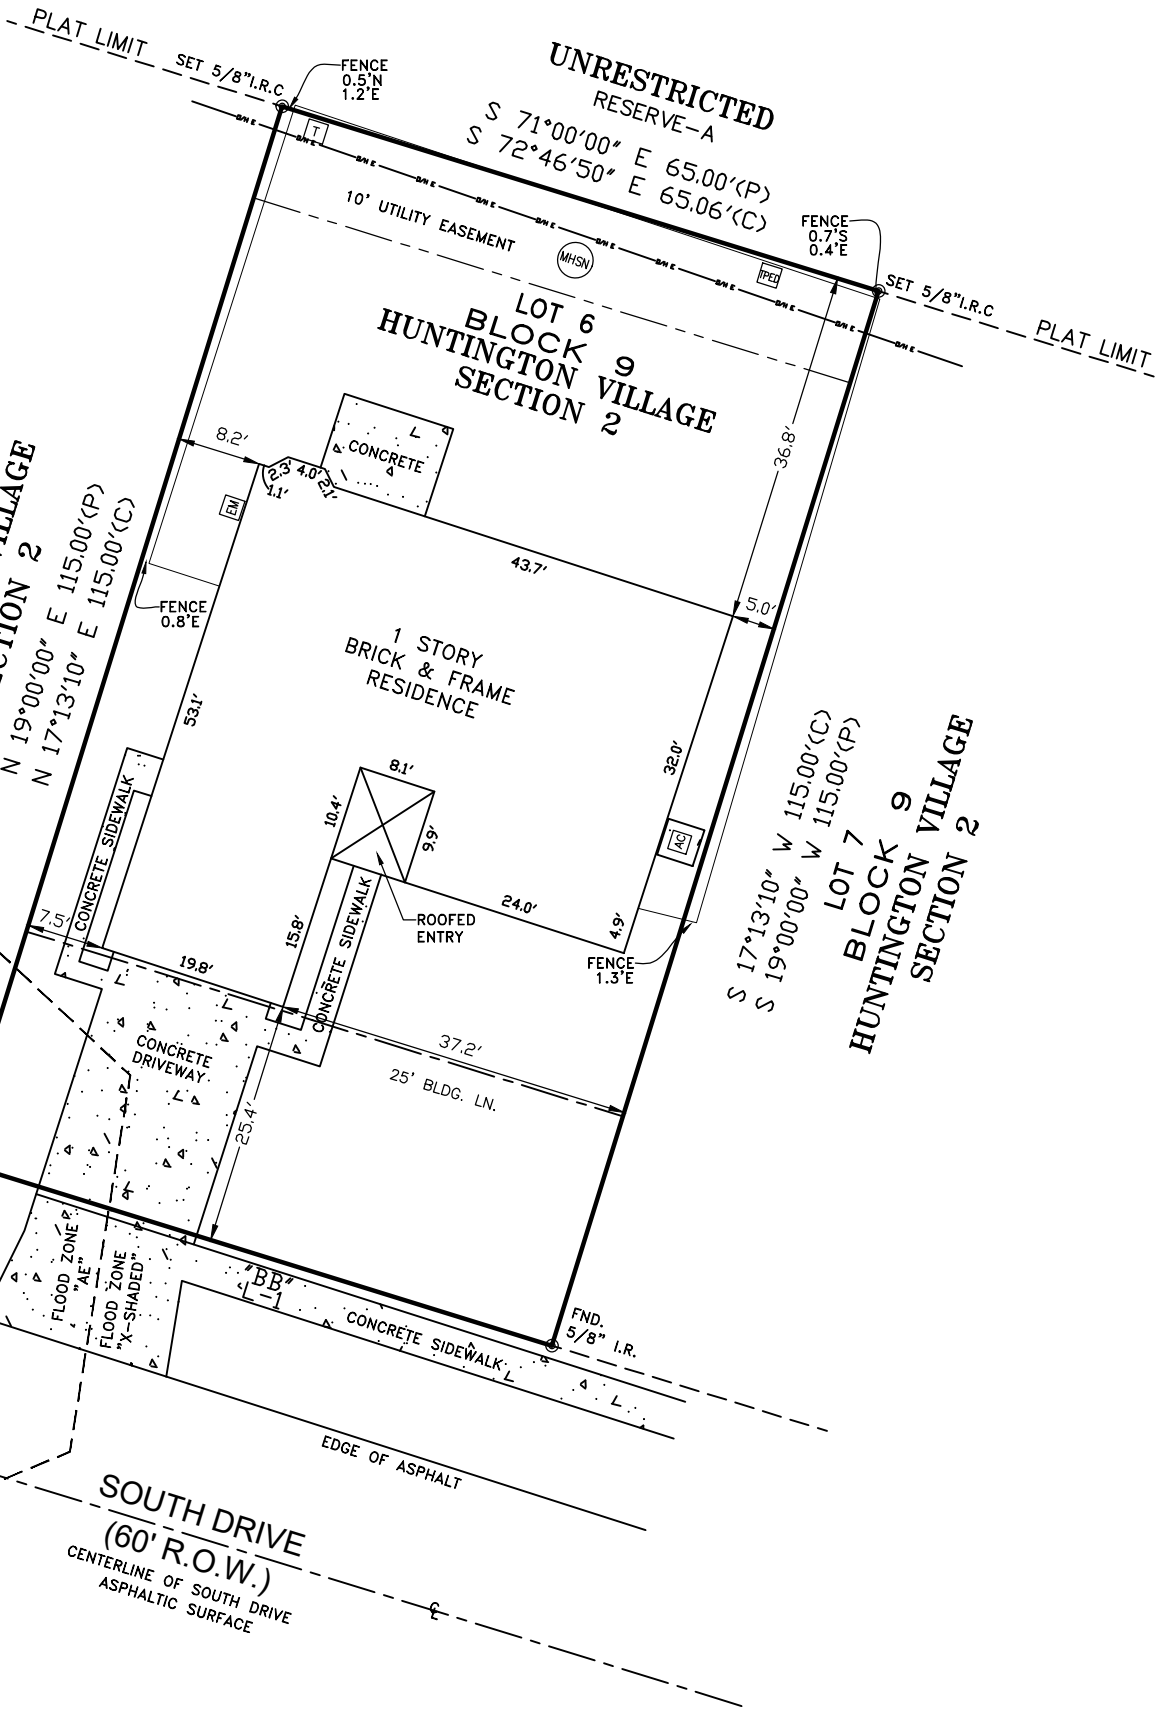 PLAT LIMIT
SET 5/8"I.R.C
FENCE
0.5'N
1.2'E
UNRESTRICTED
RESERVE-A
S 71°00'00" E 65.00'(P)
S 72°46'50" E 65.06'(C)
FENCE
0.7'S
0.4'E
SET 5/8"I.R.C
PLAT LIMIT
T
10' UTILITY EASEMENT
MHSN
TPED
LOT 6
BLOCK 9
HUNTINGTON VILLAGE
SECTION 2
36.8'
8.2'
CONCRETE
2.3'
4.0'
2.1'
1.1'
EM
43.7'
5.0'
FENCE
0.8'E
N 19°00'00" E 115.00'(P)
N 17°13'10" E 115.00'(C)
1 STORY
BRICK & FRAME
RESIDENCE
53.1'
32.0'
8.1'
10.4'
9.9'
AC
CONCRETE SIDEWALK
7.5'
15.8'
CONCRETE SIDEWALK
ROOFED
ENTRY
24.0'
4.9'
FENCE
1.3'E
S 17°13'10" W 115.00'(C)
S 19°00'00" W 115.00'(P)
LOT 7
BLOCK 9
HUNTINGTON VILLAGE
SECTION 2
19.8'
37.2'
25' BLDG. LN.
CONCRETE
DRIVEWAY
25.4'
FLOOD ZONE
"AE"
FLOOD ZONE
"X-SHADED"
"BB"
L-1
CONCRETE SIDEWALK
FND.
5/8" I.R.
EDGE OF ASPHALT
SOUTH DRIVE
(60' R.O.W.)
CENTERLINE OF SOUTH DRIVE
ASPHALTIC SURFACE